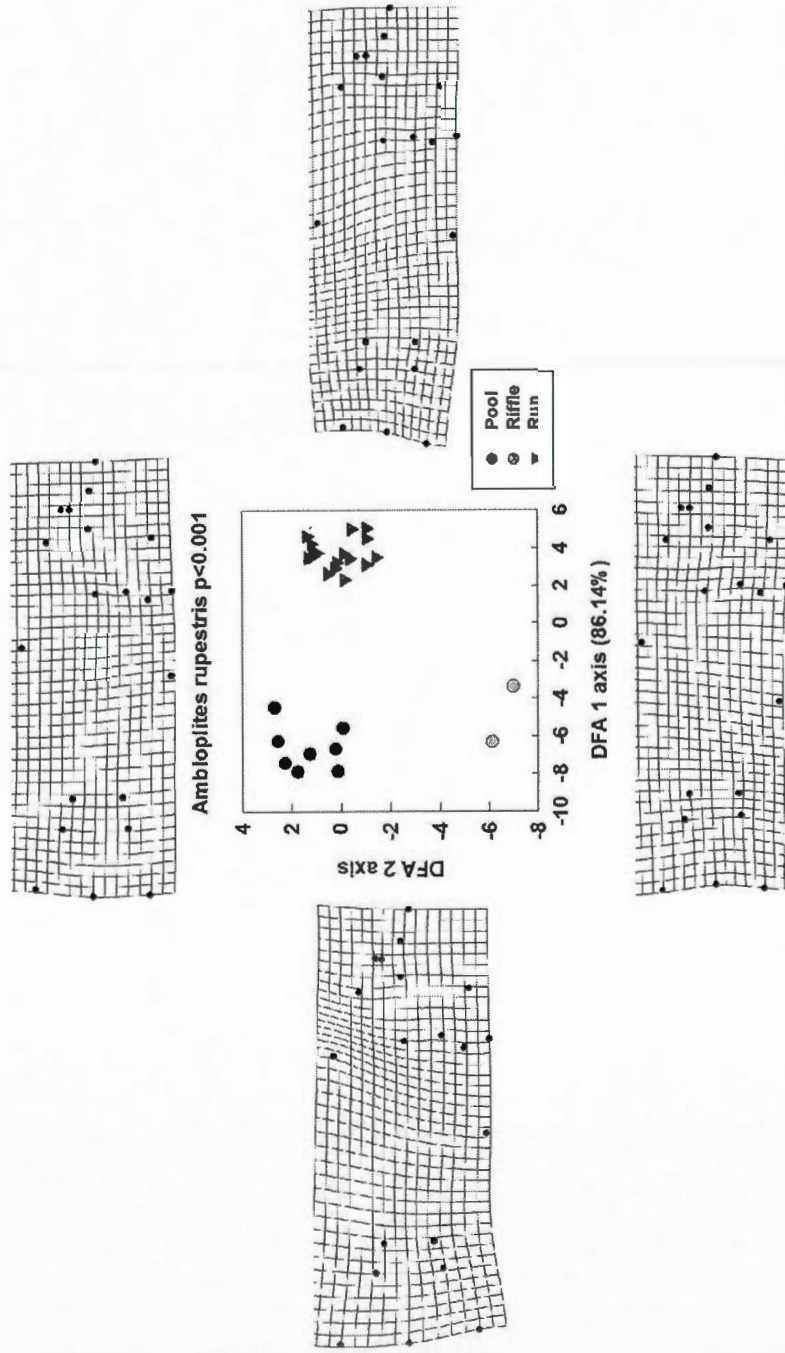 Ambloplites rupestris p<0.001
DFA 2 axis
4
2
0
-2
-4
-6
-8
-10 -8 -6 -4 -2 0 2 4 6
DFA 1 axis (86.14%)
Pool
Riffle
Run